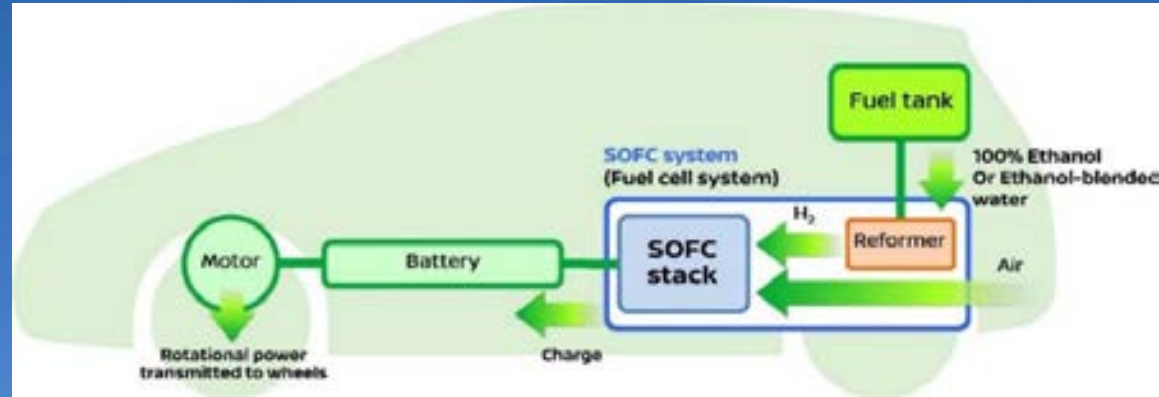 Fuel tank
SOFC system
(Fuel cell system)
100% Ethanol
Or Ethanol-blended
water
H₂
Reformer
SOFC
stack
Air
Motor
Battery
Charge
Rotational power
transmitted to wheels